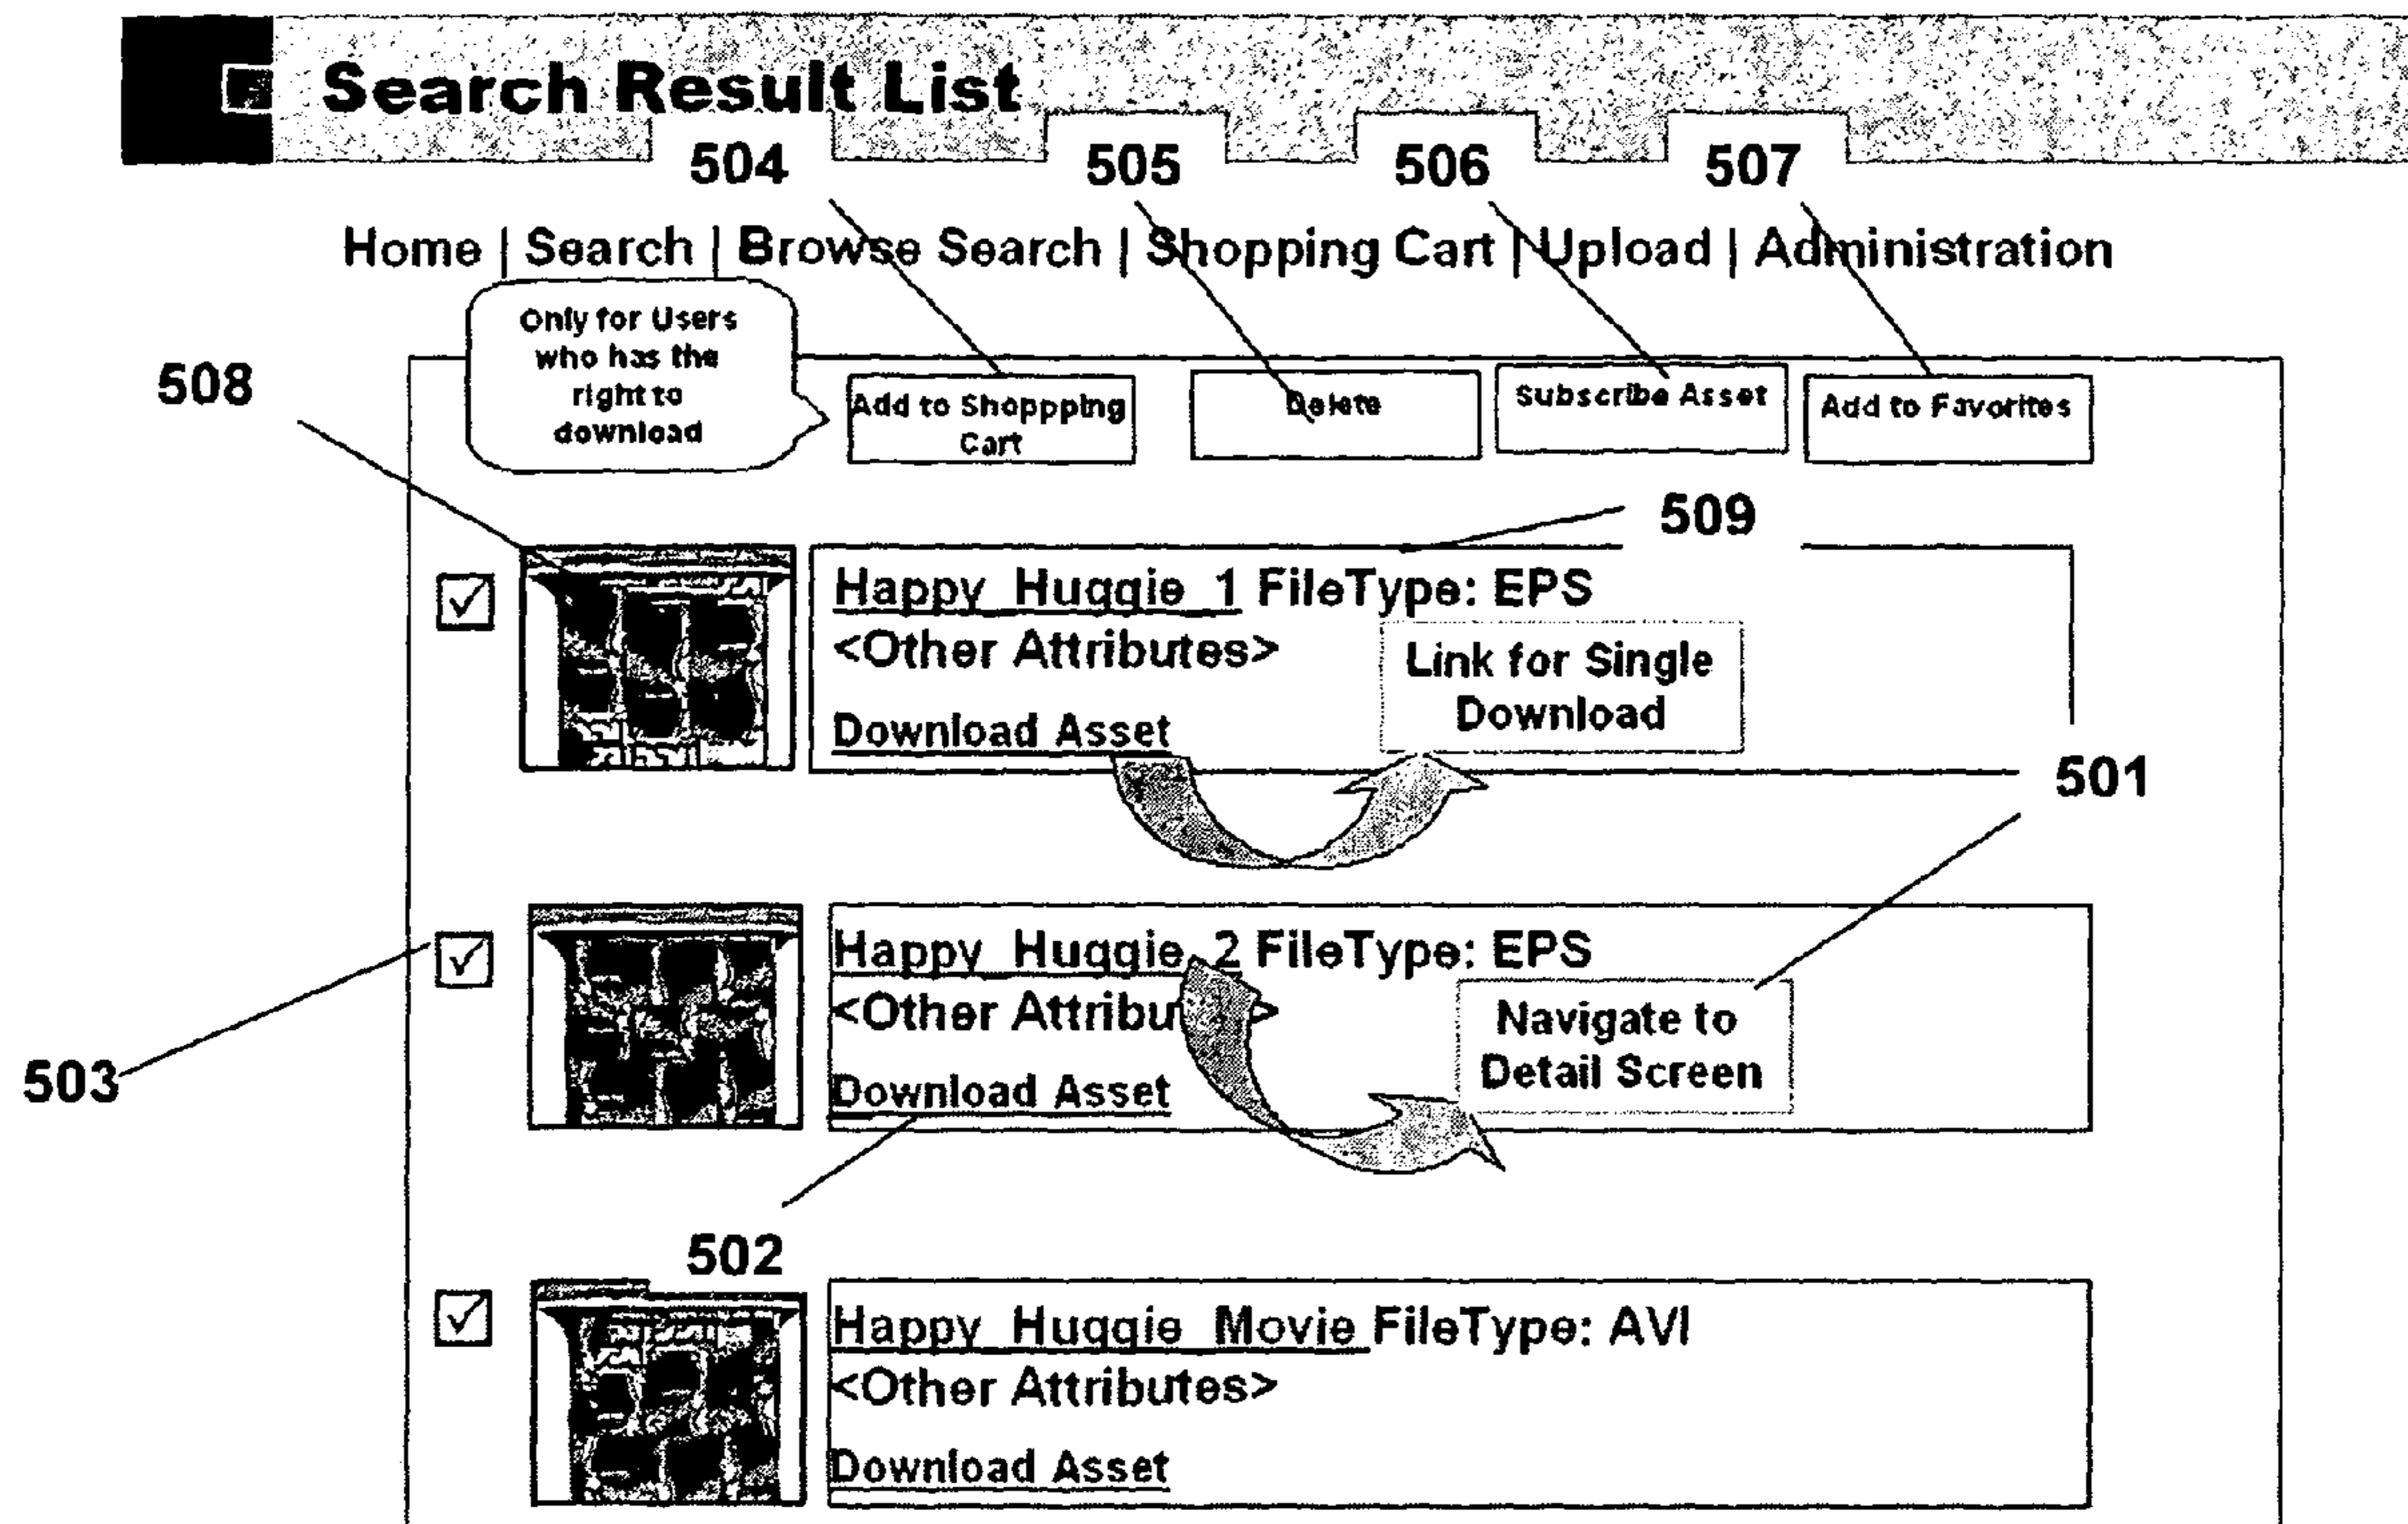 Search Result List
504
505
506
507
Home | Search | Browse Search | Shopping Cart | Upload | Administration
Only for Users
who has the
right to
download
508
Add to Shoppping
Cart
Delete
Subscribe Asset
Add to Favorites
509
Happy_Huggie_1 FileType: EPS
<Other Attributes>
Link for Single
Download
Download Asset
501
Happy_Huggie_2 FileType: EPS
<Other Attribu >
Navigate to
Detail Screen
Download Asset
503
502
Happy_Huggie_Movie FileType: AVI
<Other Attributes>
Download Asset